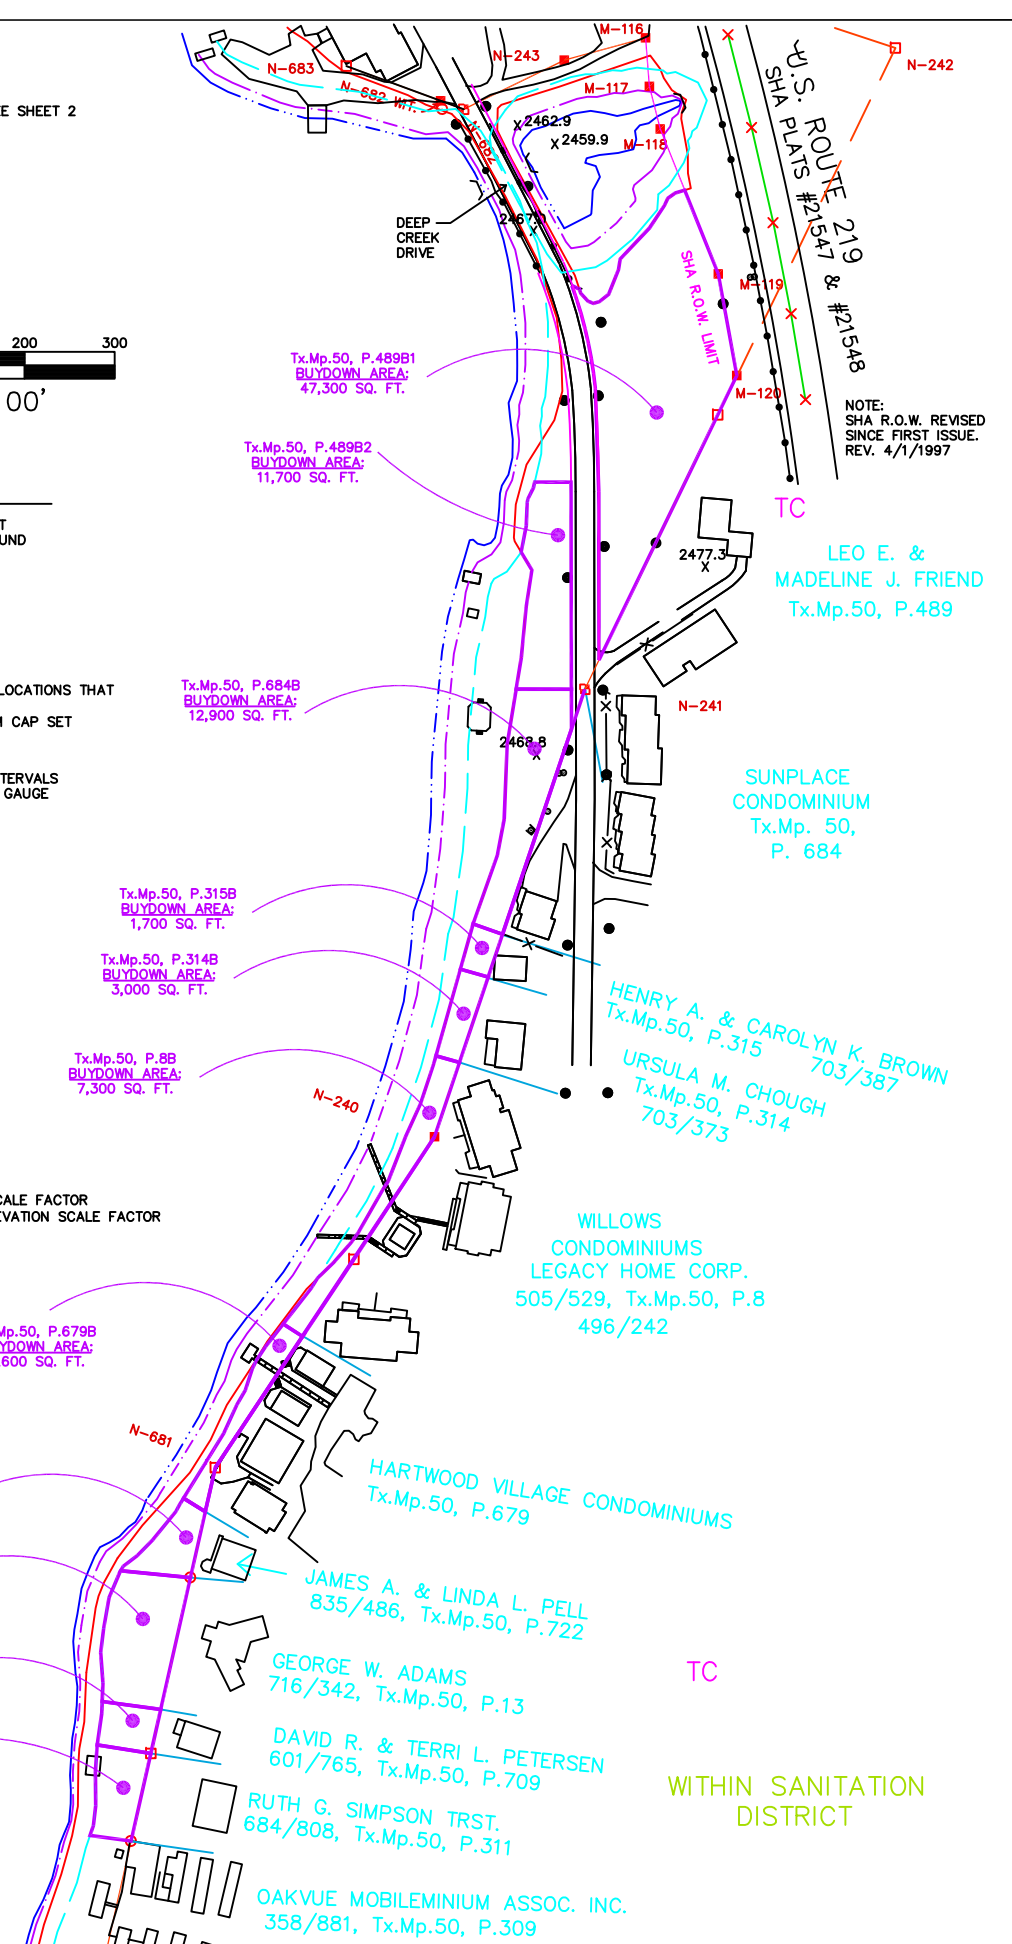 M-116
N-243
N-683
N-242
M-117
N-682 WIT.
E SHEET 2
N-682
2462.9
2459.9
M-118
U.S. ROUTE 219
SHA PLATS #21547 & #21548
DEEP
CREEK
DRIVE
SHA R.O.W. LIMIT
M-119
200
300
00'
Tx.Mp.50, P.489B1
BUYDOWN AREA:
47,300 SQ. FT.
M-120
NOTE:
SHA R.O.W. REVISED
SINCE FIRST ISSUE.
REV. 4/1/1997
Tx.Mp.50, P.489B2
BUYDOWN AREA:
11,700 SQ. FT.
TC
T
UND
2477.3
LEO E. &
MADELINE J. FRIEND
Tx.Mp.50, P.489
LOCATIONS THAT
CAP SET
Tx.Mp.50, P.684B
BUYDOWN AREA:
12,900 SQ. FT.
N-241
2468.8
TERVALS
GAUGE
SUNPLACE
CONDOMINIUM
Tx.Mp. 50,
P. 684
Tx.Mp.50, P.315B
BUYDOWN AREA:
1,700 SQ. FT.
Tx.Mp.50, P.314B
BUYDOWN AREA:
3,000 SQ. FT.
HENRY A. & CAROLYN K. BROWN
Tx.Mp.50, P.315 703/387
Tx.Mp.50, P.8B
BUYDOWN AREA:
7,300 SQ. FT.
URSULA M. CHOUGH
Tx.Mp.50, P.314
703/373
N-240
CALE FACTOR
EVATION SCALE FACTOR
WILLOWS
CONDOMINIUMS
LEGACY HOME CORP.
505/529, Tx.Mp.50, P.8
496/242
Mp.50, P.679B
YDOWN AREA:
600 SQ. FT.
N-681
HARTWOOD VILLAGE CONDOMINIUMS
Tx.Mp.50, P.679
JAMES A. & LINDA L. PELL
835/486, Tx.Mp.50, P.722
GEORGE W. ADAMS
716/342, Tx.Mp.50, P.13
TC
DAVID R. & TERRI L. PETERSEN
601/765, Tx.Mp.50, P.709
WITHIN SANITATION
DISTRICT
RUTH G. SIMPSON TRST.
684/808, Tx.Mp.50, P.311
OAKVUE MOBILEMINIUM ASSOC. INC.
358/881, Tx.Mp.50, P.309